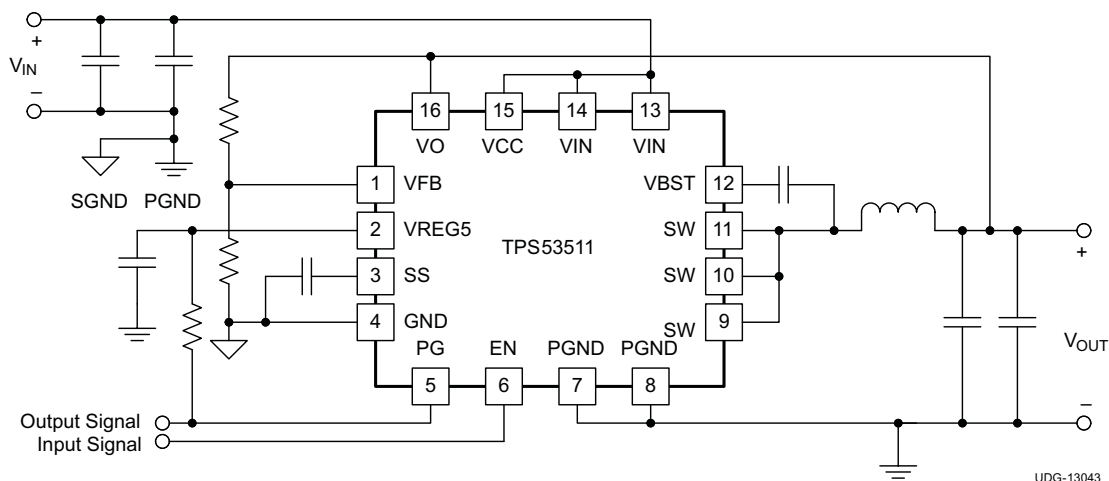 +
V_IN
–
SGND PGND
16 15 14 13
VO VCC VIN VIN
1 VFB
2 VREG5
3 SS
4 GND
TPS53511
VBST 12
SW 11
SW 10
SW 9
PG EN PGND PGND
5 6 7 8
+
V_OUT
–
Output Signal
Input Signal
UDG-13043